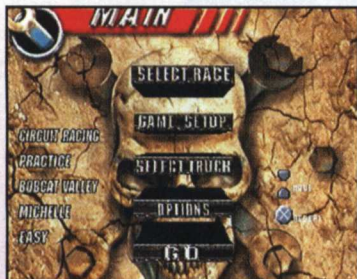 MAIN
SELECT RACE
GAME SETUP
SELECT TRUCK
OPTIONS
GO
CIRCUIT RACING
PRACTICE
BOBCAT VALLEY
MICHELLE
EASY